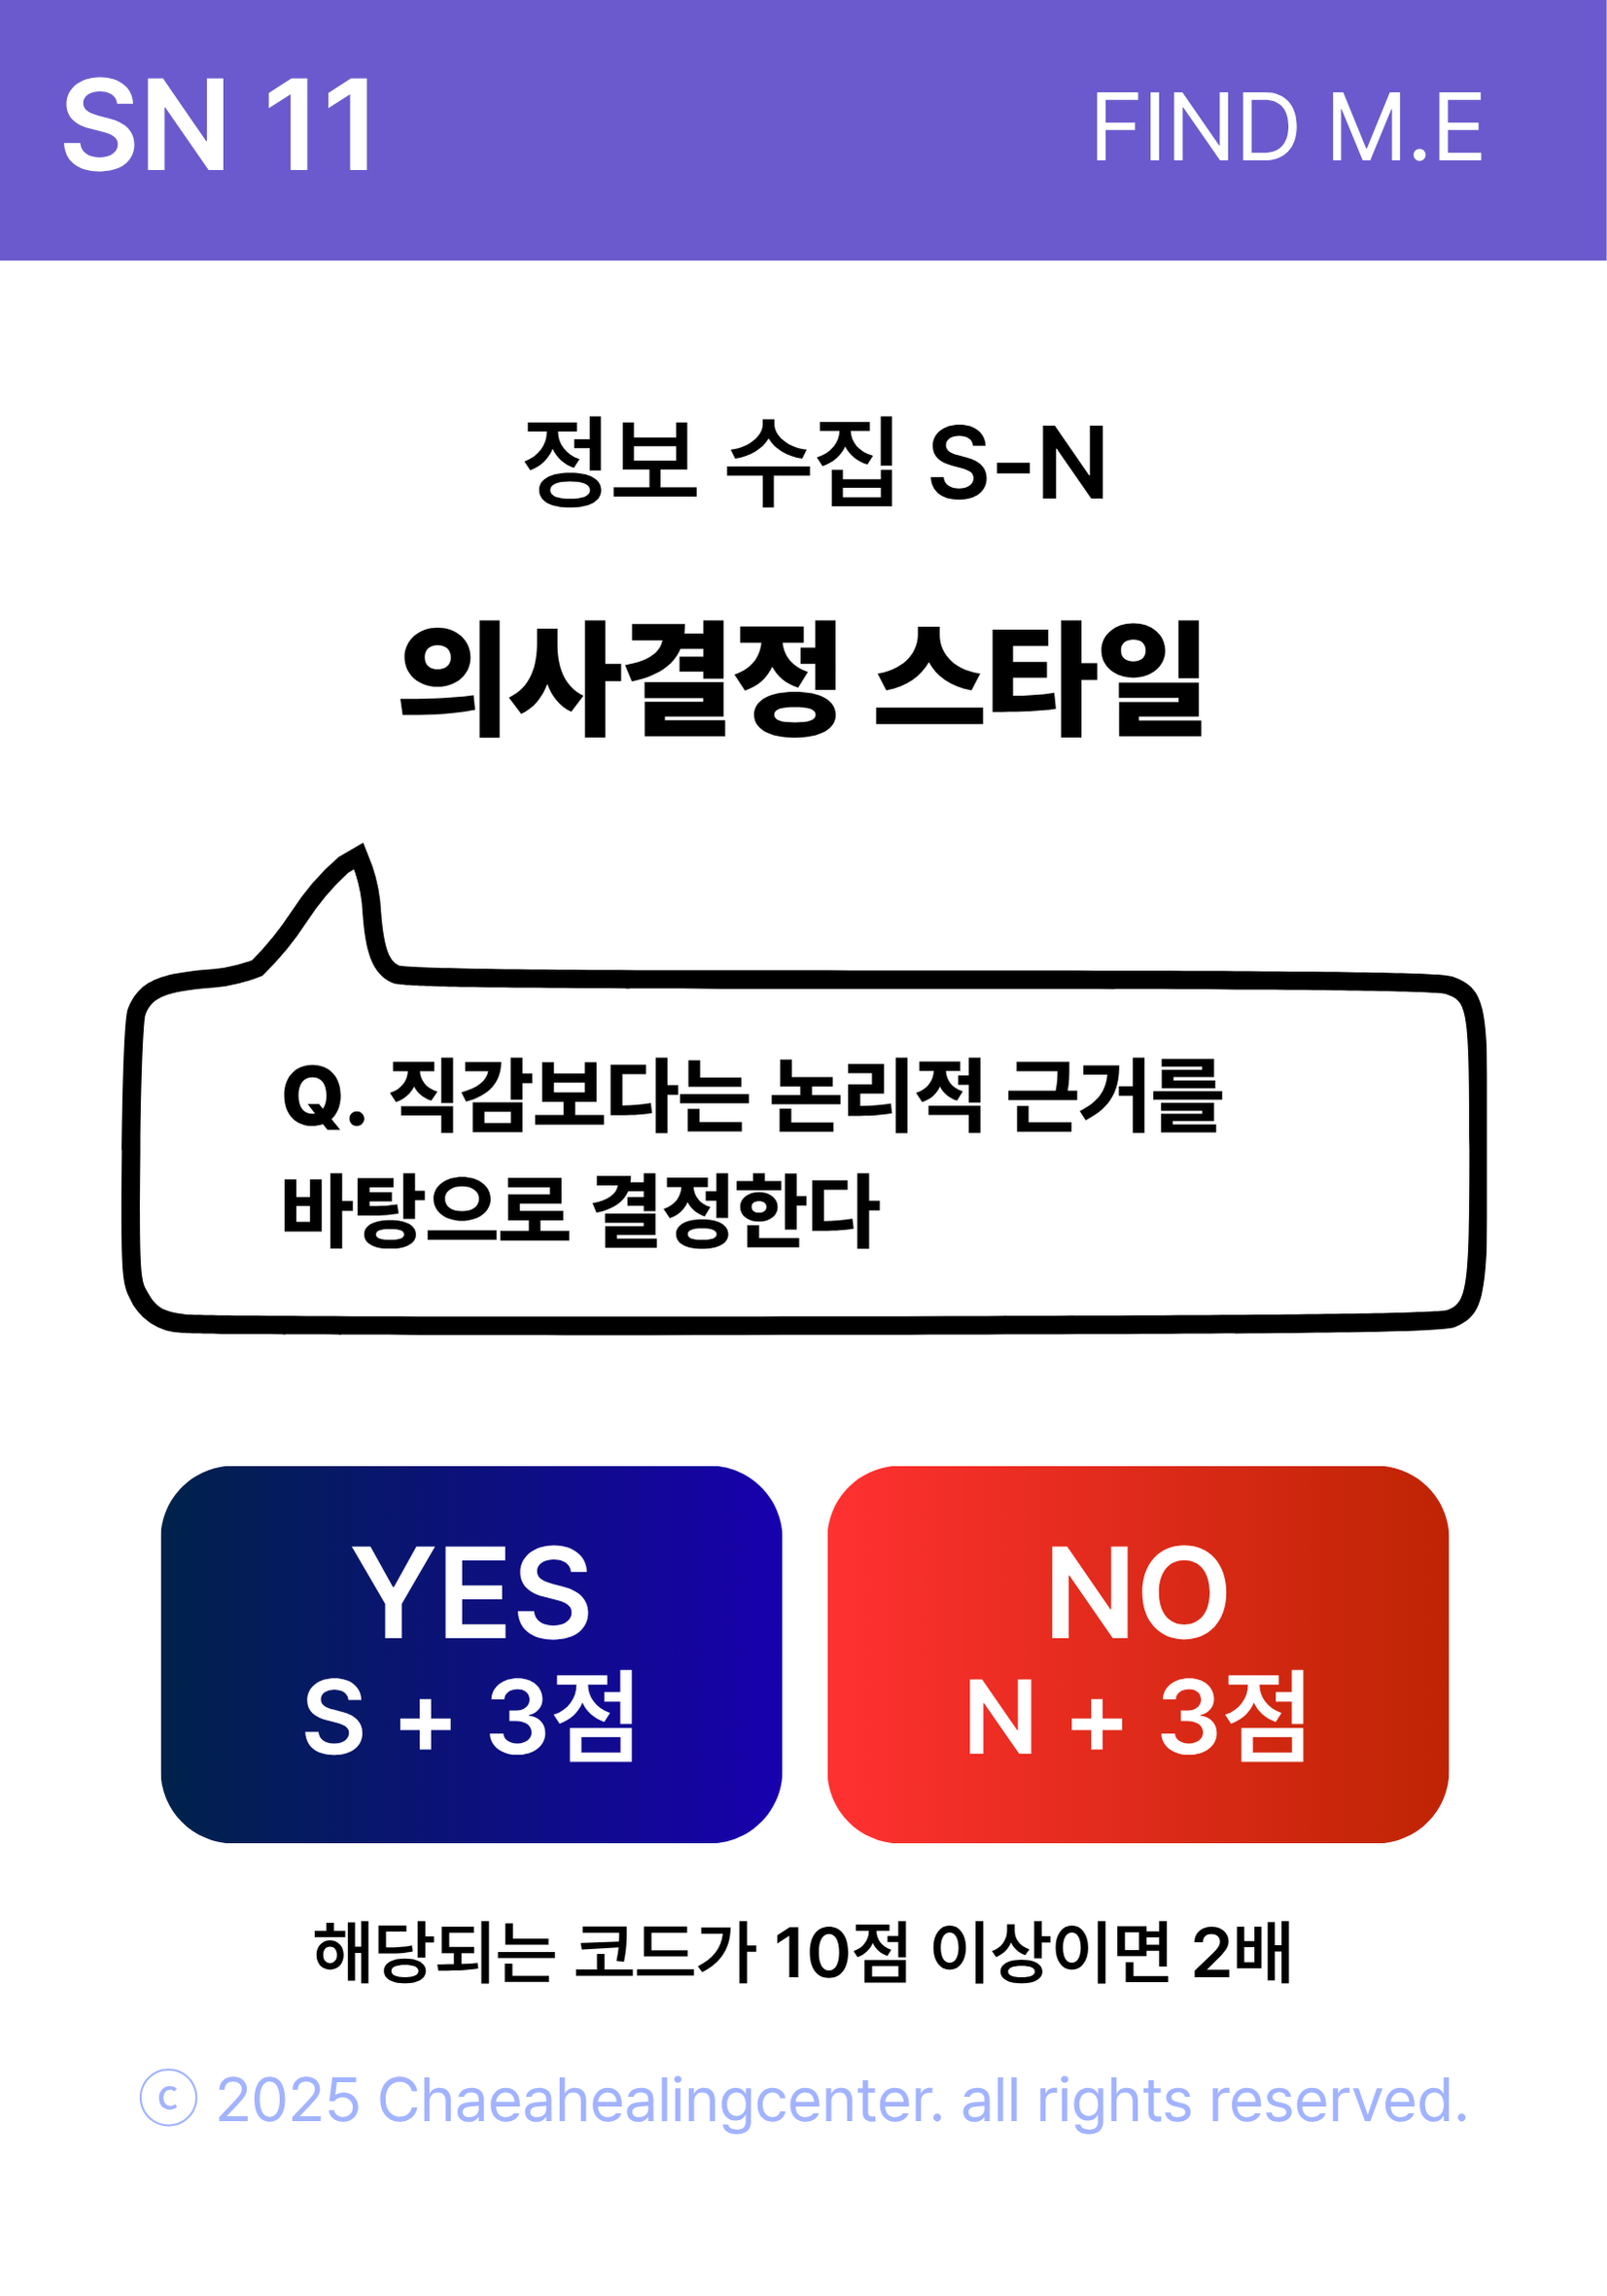 SN 11
FIND M.E
정보 수집 S-N
의사결정 스타일
Q. 직감보다는 논리적 근거를
바탕으로 결정한다
YES
S + 3점
NO
N + 3점
해당되는 코드가 10점 이상이면 2배
© 2025 Chaeahealingcenter. all rights reserved.